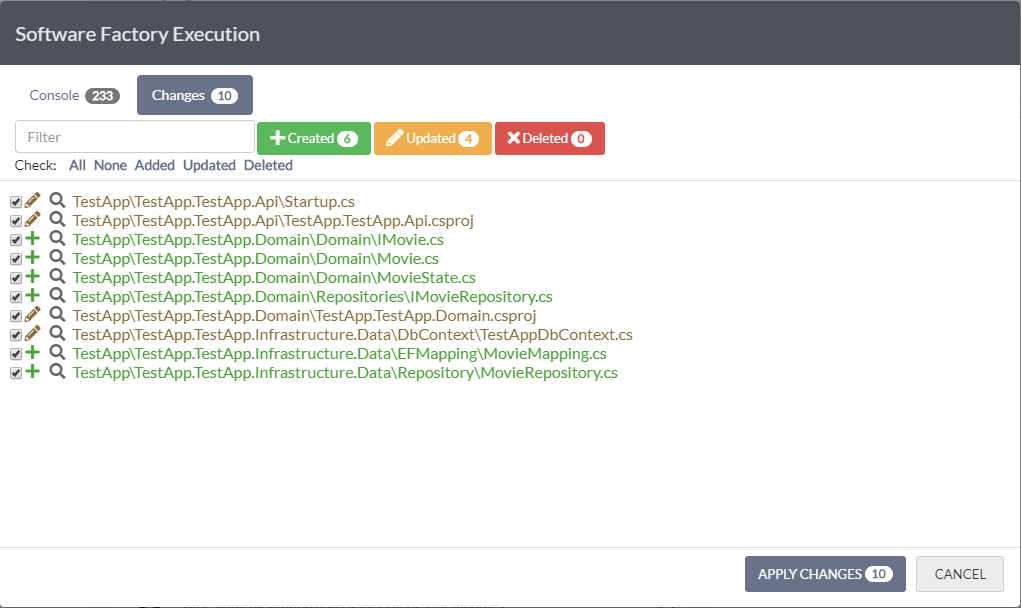 Software Factory Execution
Console 233 Changes 10
Filter Created 6 Updated 4 Deleted 0
Check: All None Added Updated Deleted
TestApp\TestApp.TestApp.Api\Startup.cs
TestApp\TestApp.TestApp.Api\TestApp.TestApp.Api.csproj
TestApp\TestApp.TestApp.Domain\Domain\IMovie.cs
TestApp\TestApp.TestApp.Domain\Domain\Movie.cs
TestApp\TestApp.TestApp.Domain\Domain\MovieState.cs
TestApp\TestApp.TestApp.Domain\Repositories\IMovieRepository.cs
TestApp\TestApp.TestApp.Domain\TestApp.TestApp.Domain.csproj
TestApp\TestApp.TestApp.Infrastructure.Data\DbContext\TestAppDbContext.cs
TestApp\TestApp.TestApp.Infrastructure.Data\EFMapping\MovieMapping.cs
TestApp\TestApp.TestApp.Infrastructure.Data\Repository\MovieRepository.cs
APPLY CHANGES 10 CANCEL